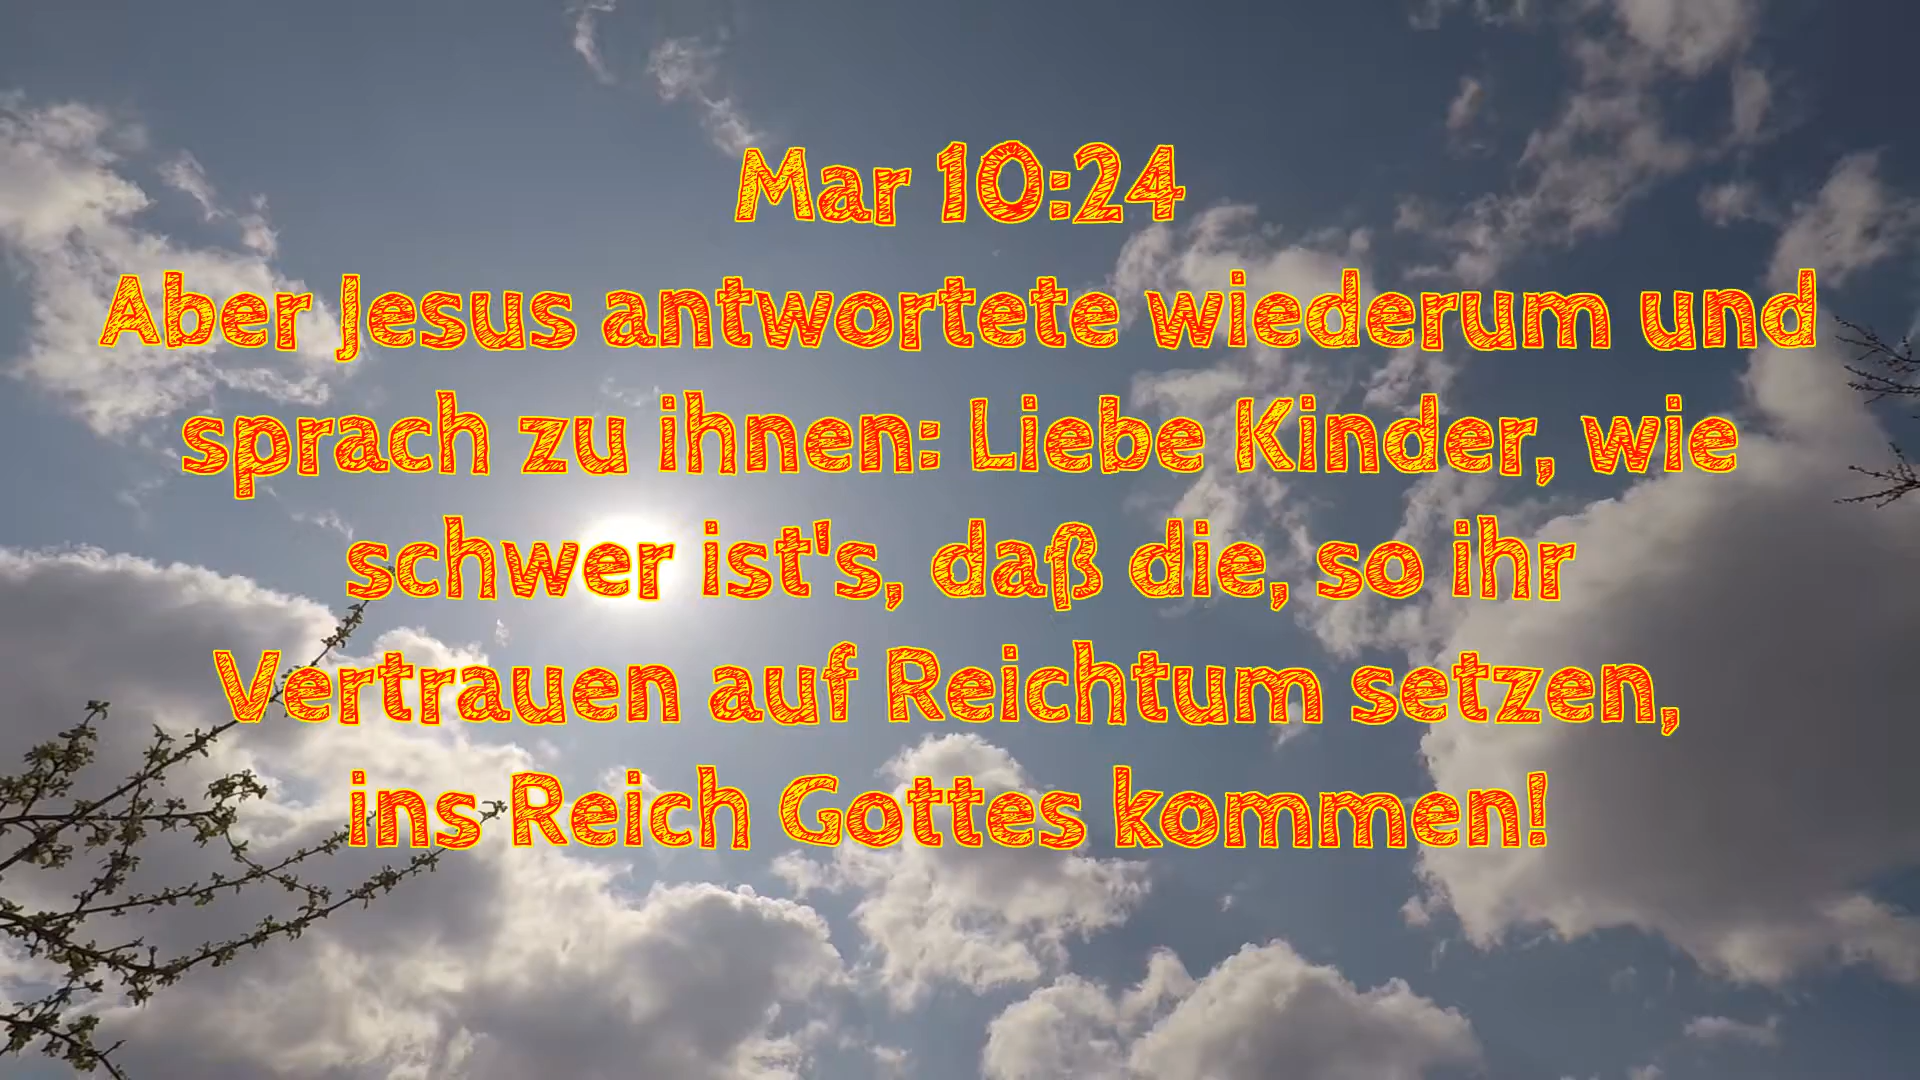 Mar 10:24
Aber Jesus antwortete wiederum und
sprach zu ihnen: Liebe Kinder, wie
schwer ist's, daß die, so ihr
Vertrauen auf Reichtum setzen,
ins Reich Gottes kommen!